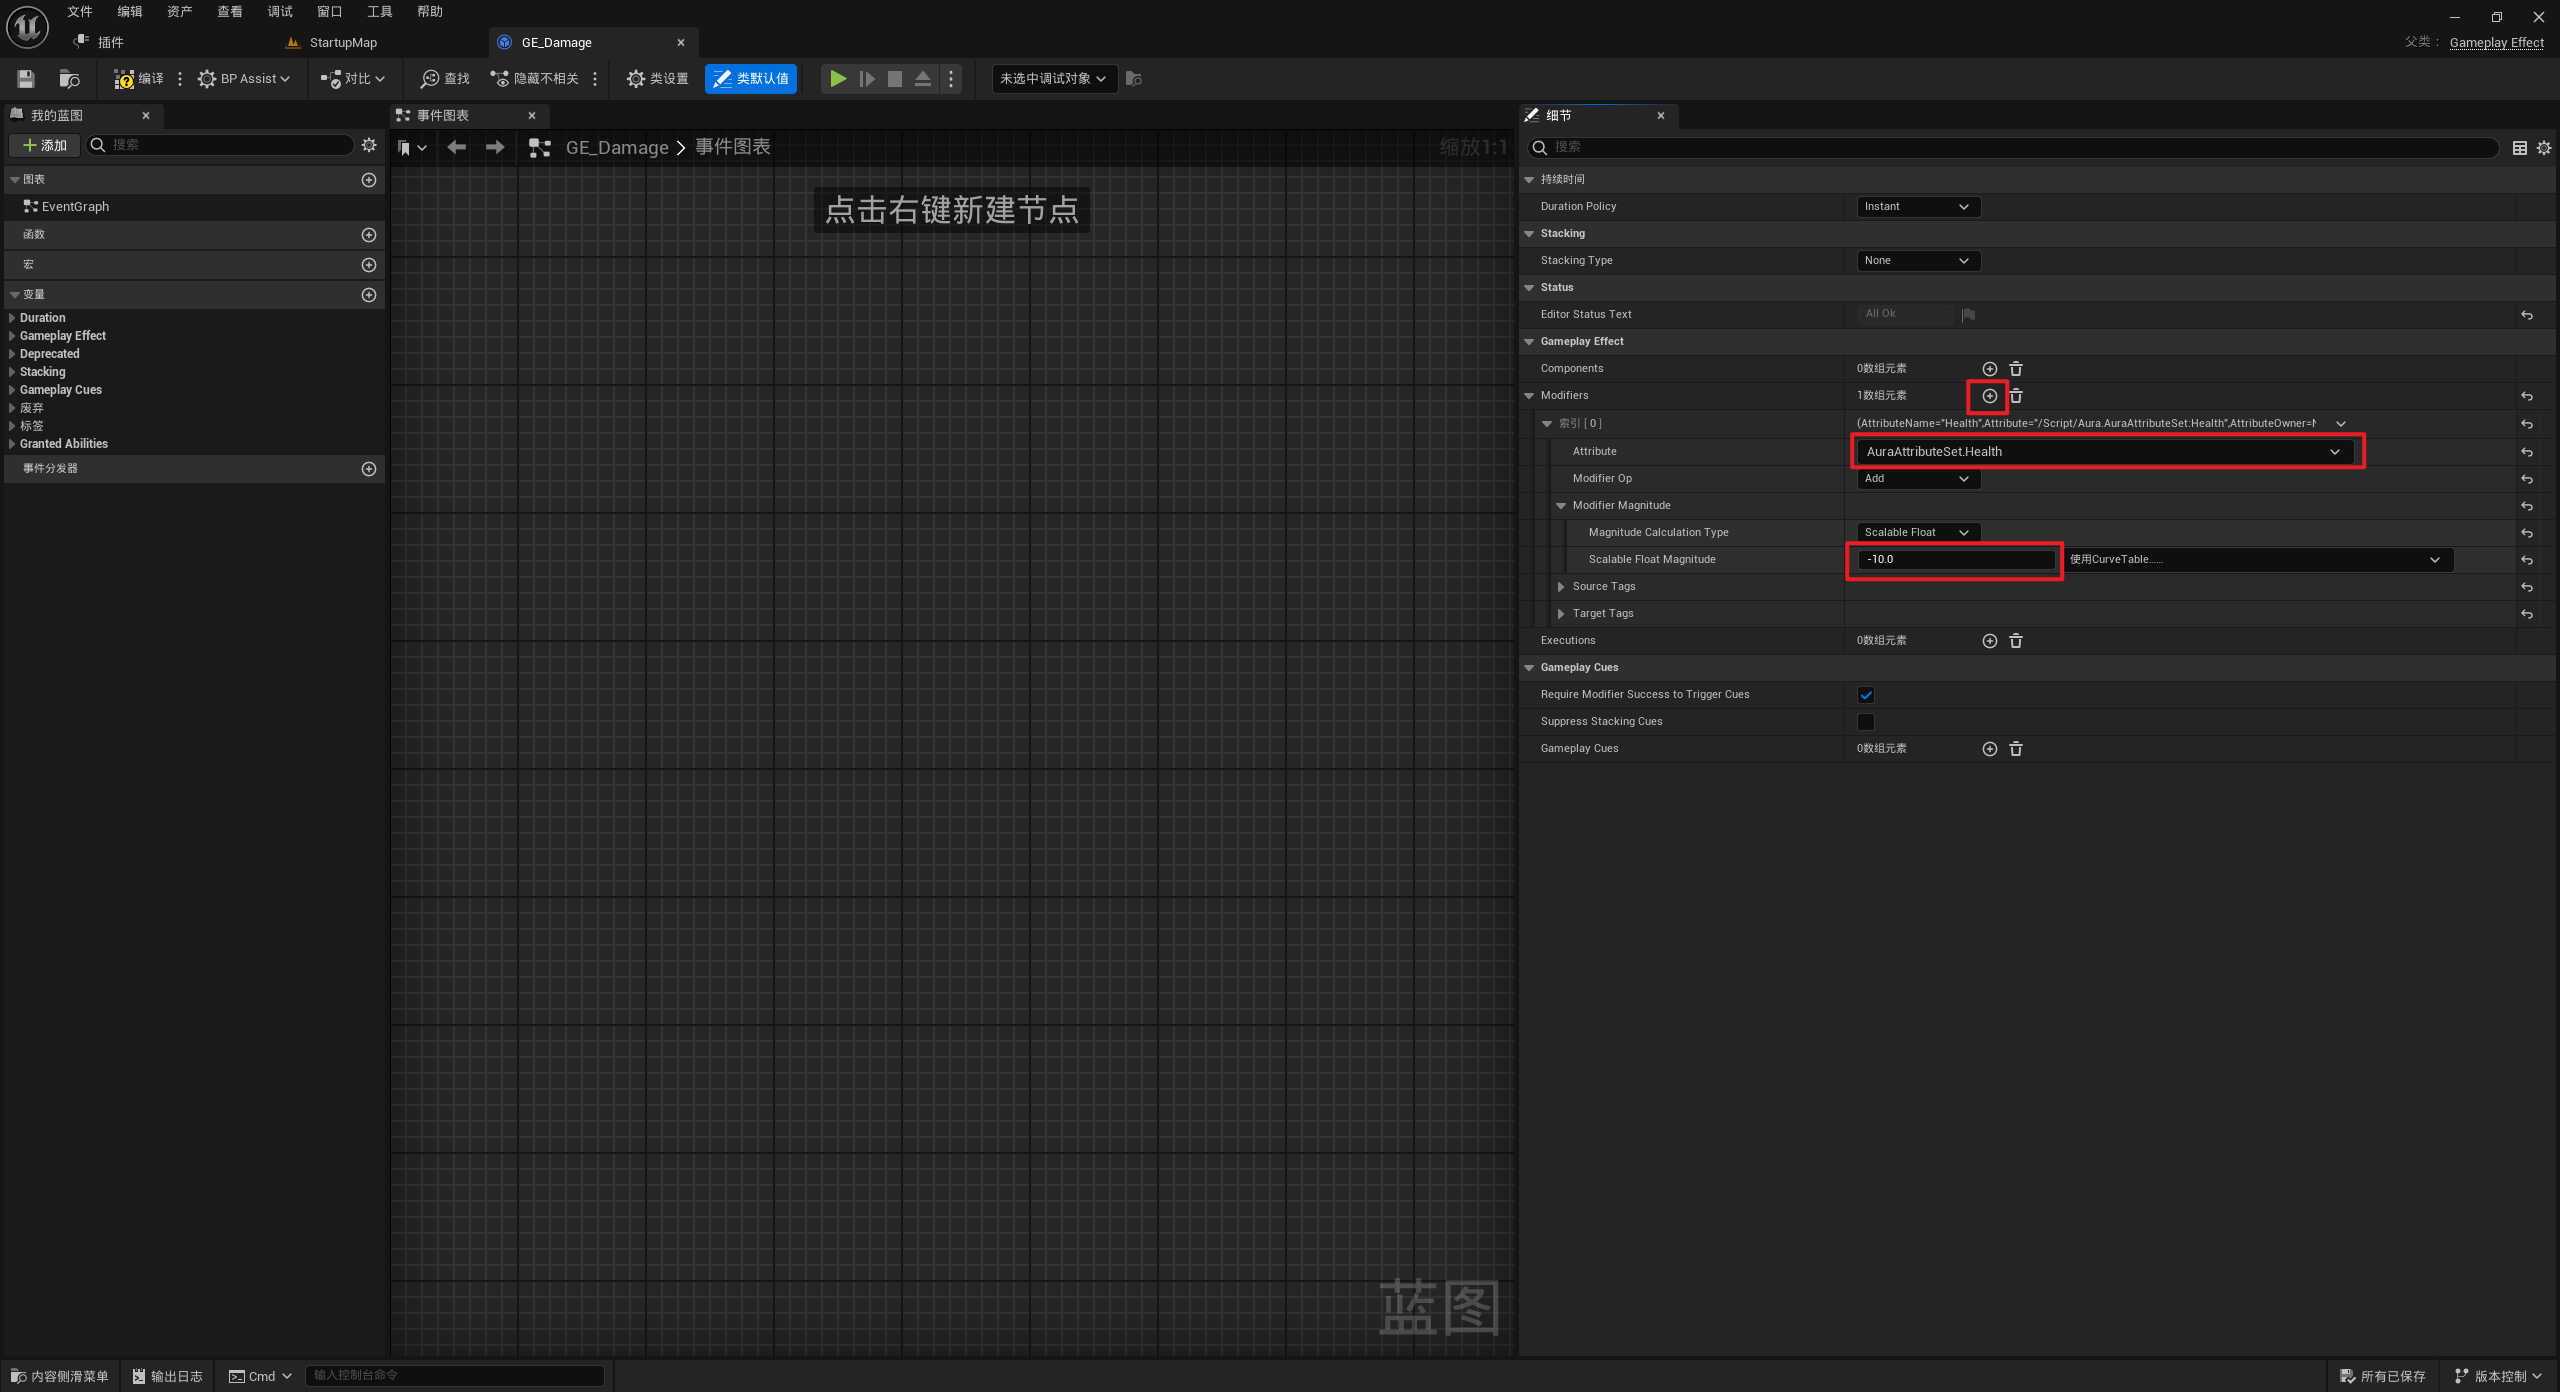 文件 编辑 资产 查看 调试 窗口 工具 帮助
插件 StartupMap GE_Damage
父类： Gameplay Effect
编译 BP Assist 对比 查找 隐藏不相关 类设置 类默认值 未选中调试对象
我的蓝图
添加 搜索
图表
EventGraph
函数
宏
变量
Duration
Gameplay Effect
Deprecated
Stacking
Gameplay Cues
废弃
标签
Granted Abilities
事件分发器
事件图表
GE_Damage 事件图表 缩放1:1
点击右键新建节点
蓝图
细节
搜索
持续时间
Duration Policy Instant
Stacking
Stacking Type None
Status
Editor Status Text All Ok
Gameplay Effect
Components 0数组元素
Modifiers 1数组元素
索引 [ 0 ] (AttributeName="Health",Attribute="/Script/Aura.AuraAttributeSet:Health",AttributeOwner=
Attribute AuraAttributeSet.Health
Modifier Op Add
Modifier Magnitude
Magnitude Calculation Type Scalable Float
Scalable Float Magnitude -10.0 使用CurveTable……
Source Tags
Target Tags
Executions 0数组元素
Gameplay Cues
Require Modifier Success to Trigger Cues
Suppress Stacking Cues
Gameplay Cues 0数组元素
内容侧滑菜单 输出日志 Cmd 输入控制台命令 所有已保存 版本控制